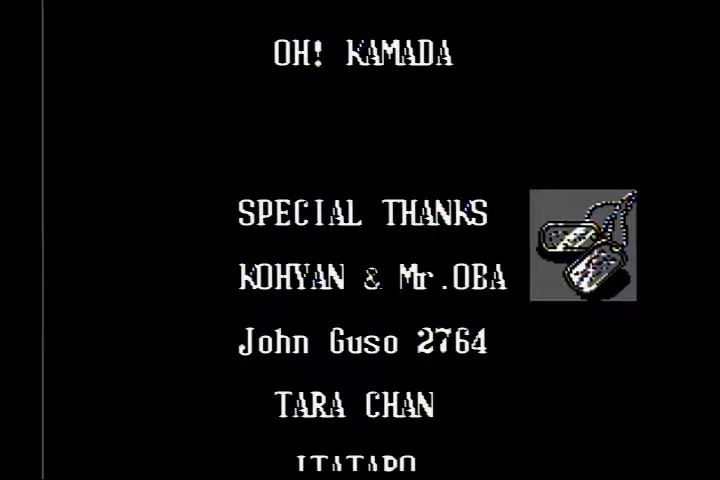 OH! KAMADA
SPECIAL THANKS
KOHYAN & Mr.OBA
John Guso 2764
TARA CHAN